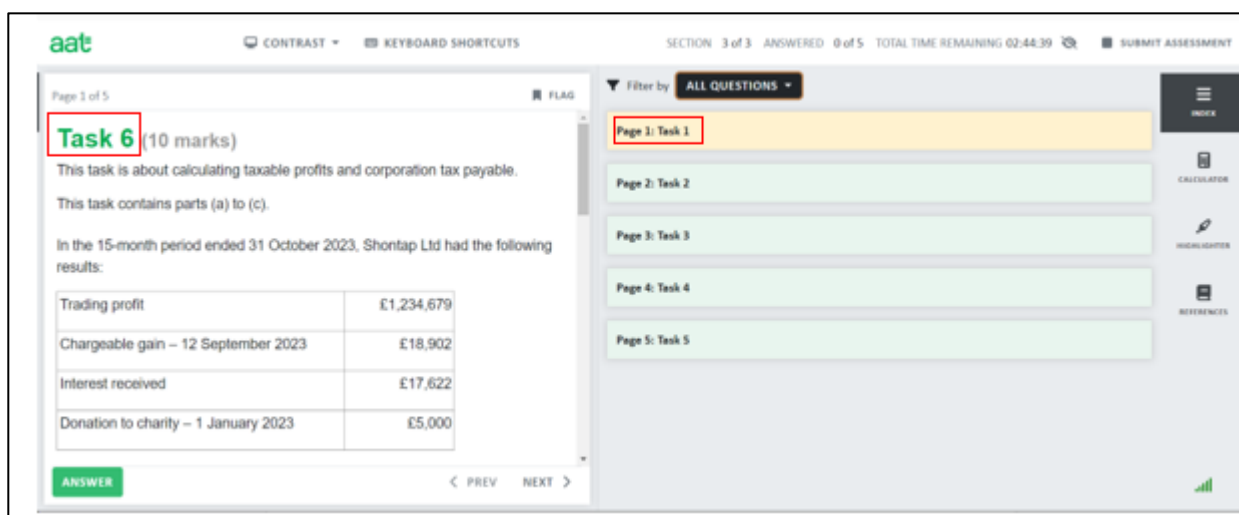 aat
CONTRAST
KEYBOARD SHORTCUTS
SECTION 3 of 3 ANSWERED 0 of 5 TOTAL TIME REMAINING 02:44:39
SUBMIT ASSESSMENT
Page 1 of 5
FLAG
Task 6 (10 marks)
This task is about calculating taxable profits and corporation tax payable.
This task contains parts (a) to (c).
In the 15-month period ended 31 October 2023, Shontap Ltd had the following
results:
Trading profit £1,234,679
Chargeable gain – 12 September 2023 £18,902
Interest received £17,622
Donation to charity – 1 January 2023 £5,000
ANSWER
PREV
NEXT
Filter by ALL QUESTIONS
Page 1: Task 1
Page 2: Task 2
Page 3: Task 3
Page 4: Task 4
Page 5: Task 5
INDEX
CALCULATOR
HIGHLIGHTER
REFERENCES